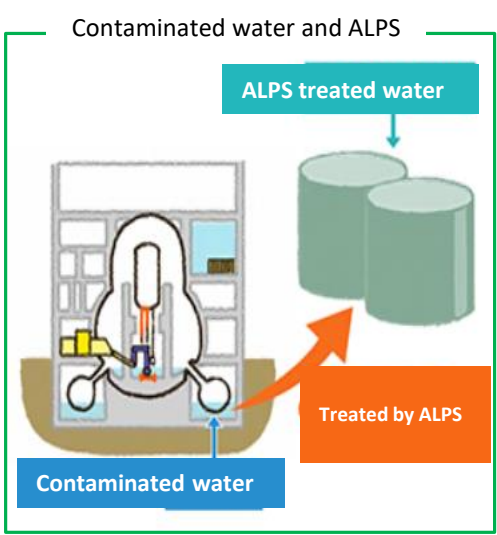 Contaminated water and ALPS
ALPS treated water
Treated by ALPS
Contaminated water